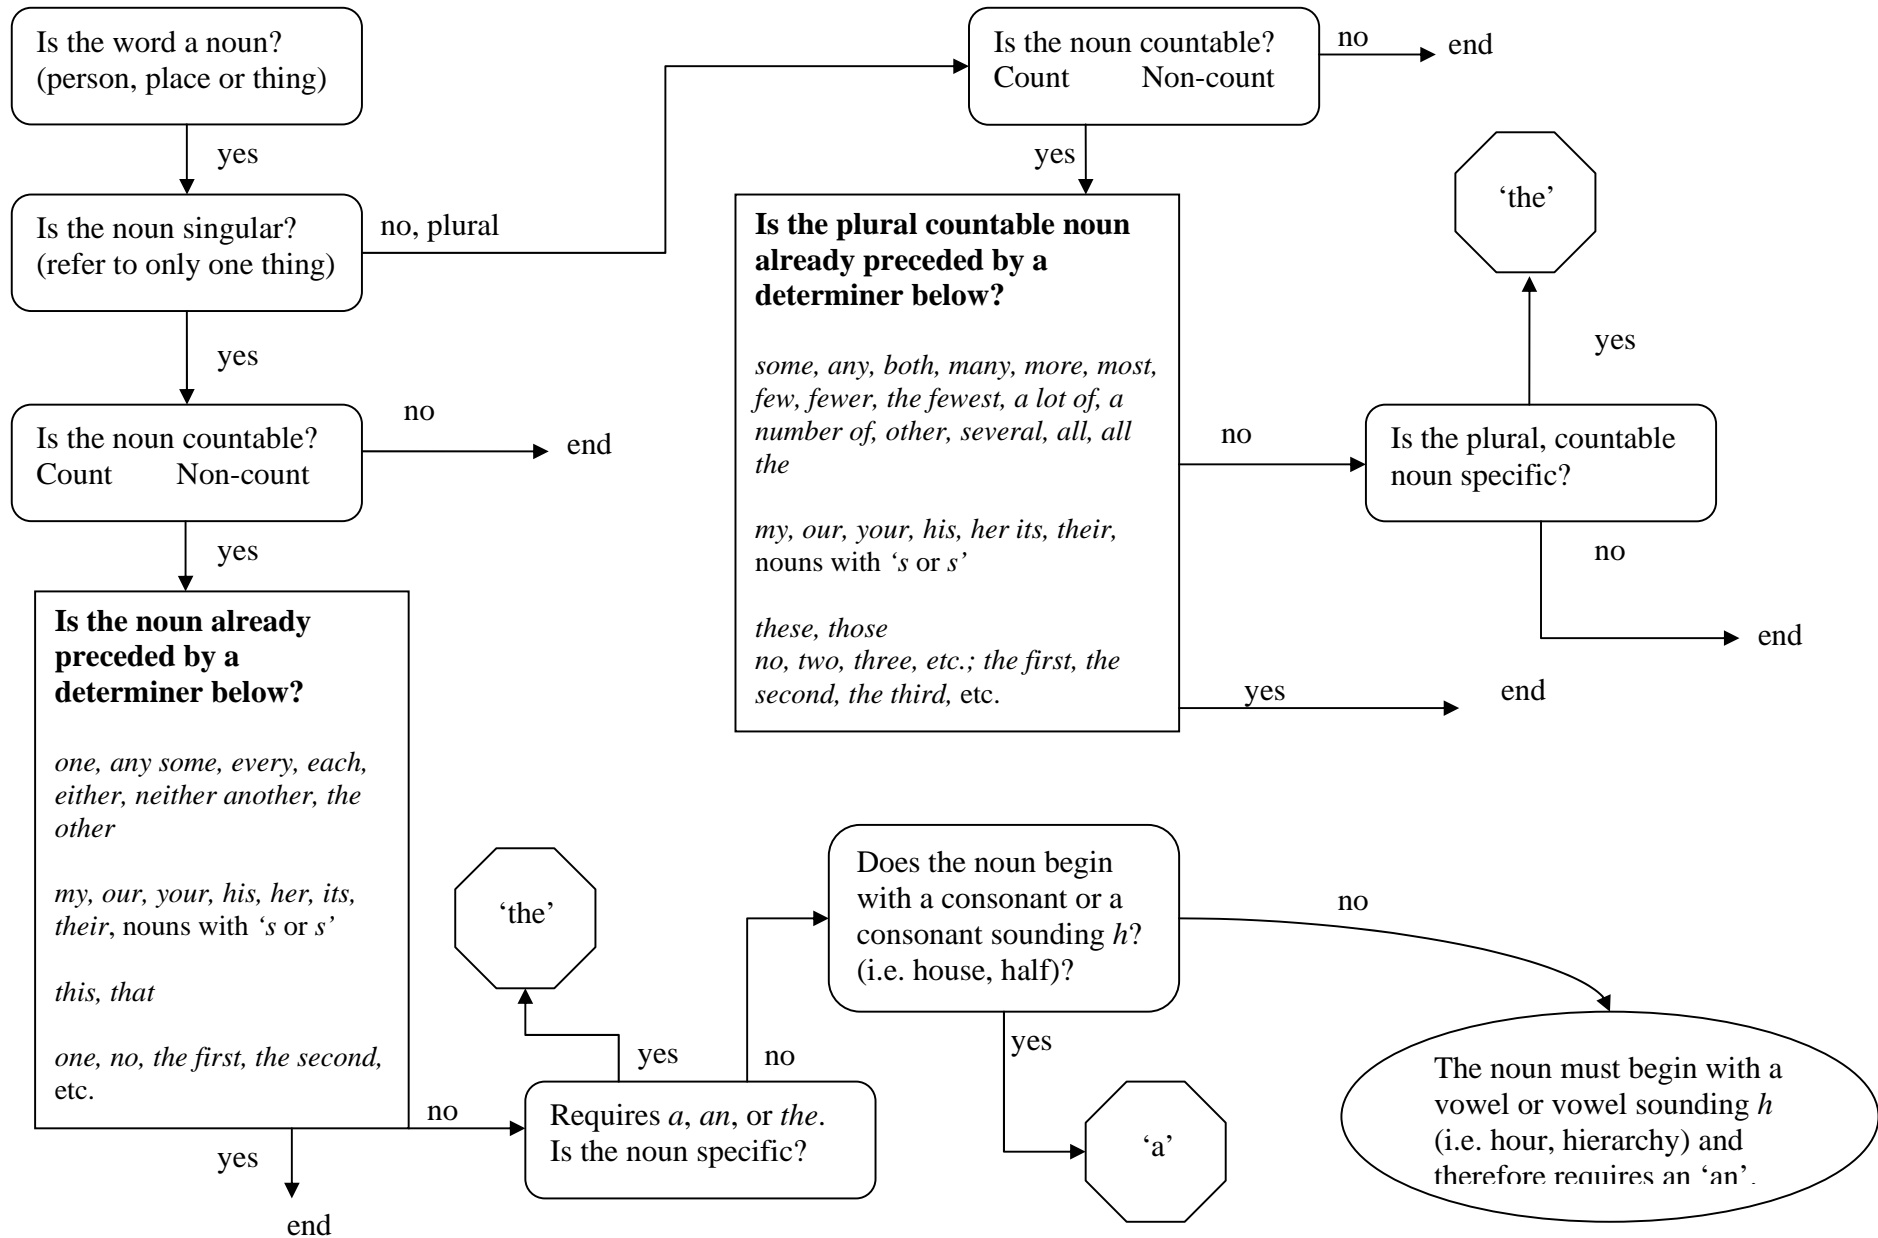 Is the word a noun?
(person, place or thing)
yes
Is the noun singular?
(refer to only one thing)
no, plural
yes
Is the noun countable?
Count Non-count
no
end
yes
Is the noun already
preceded by a
determiner below?
one, any some, every, each,
either, neither another, the
other
my, our, your, his, her, its,
their, nouns with ‘s or s’
this, that
one, no, the first, the second,
etc.
yes
end
no
Requires a, an, or the.
Is the noun specific?
yes
‘the’
no
Does the noun begin
with a consonant or a
consonant sounding h?
(i.e. house, half)?
yes
‘a’
no
The noun must begin with a
vowel or vowel sounding h
(i.e. hour, hierarchy) and
therefore requires an ‘an’.
Is the noun countable?
Count Non-count
no
end
yes
Is the plural countable noun
already preceded by a
determiner below?
some, any, both, many, more, most,
few, fewer, the fewest, a lot of, a
number of, other, several, all, all
the
my, our, your, his, her its, their,
nouns with ‘s or s’
these, those
no, two, three, etc.; the first, the
second, the third, etc.
yes
end
no
Is the plural, countable
noun specific?
yes
‘the’
no
end